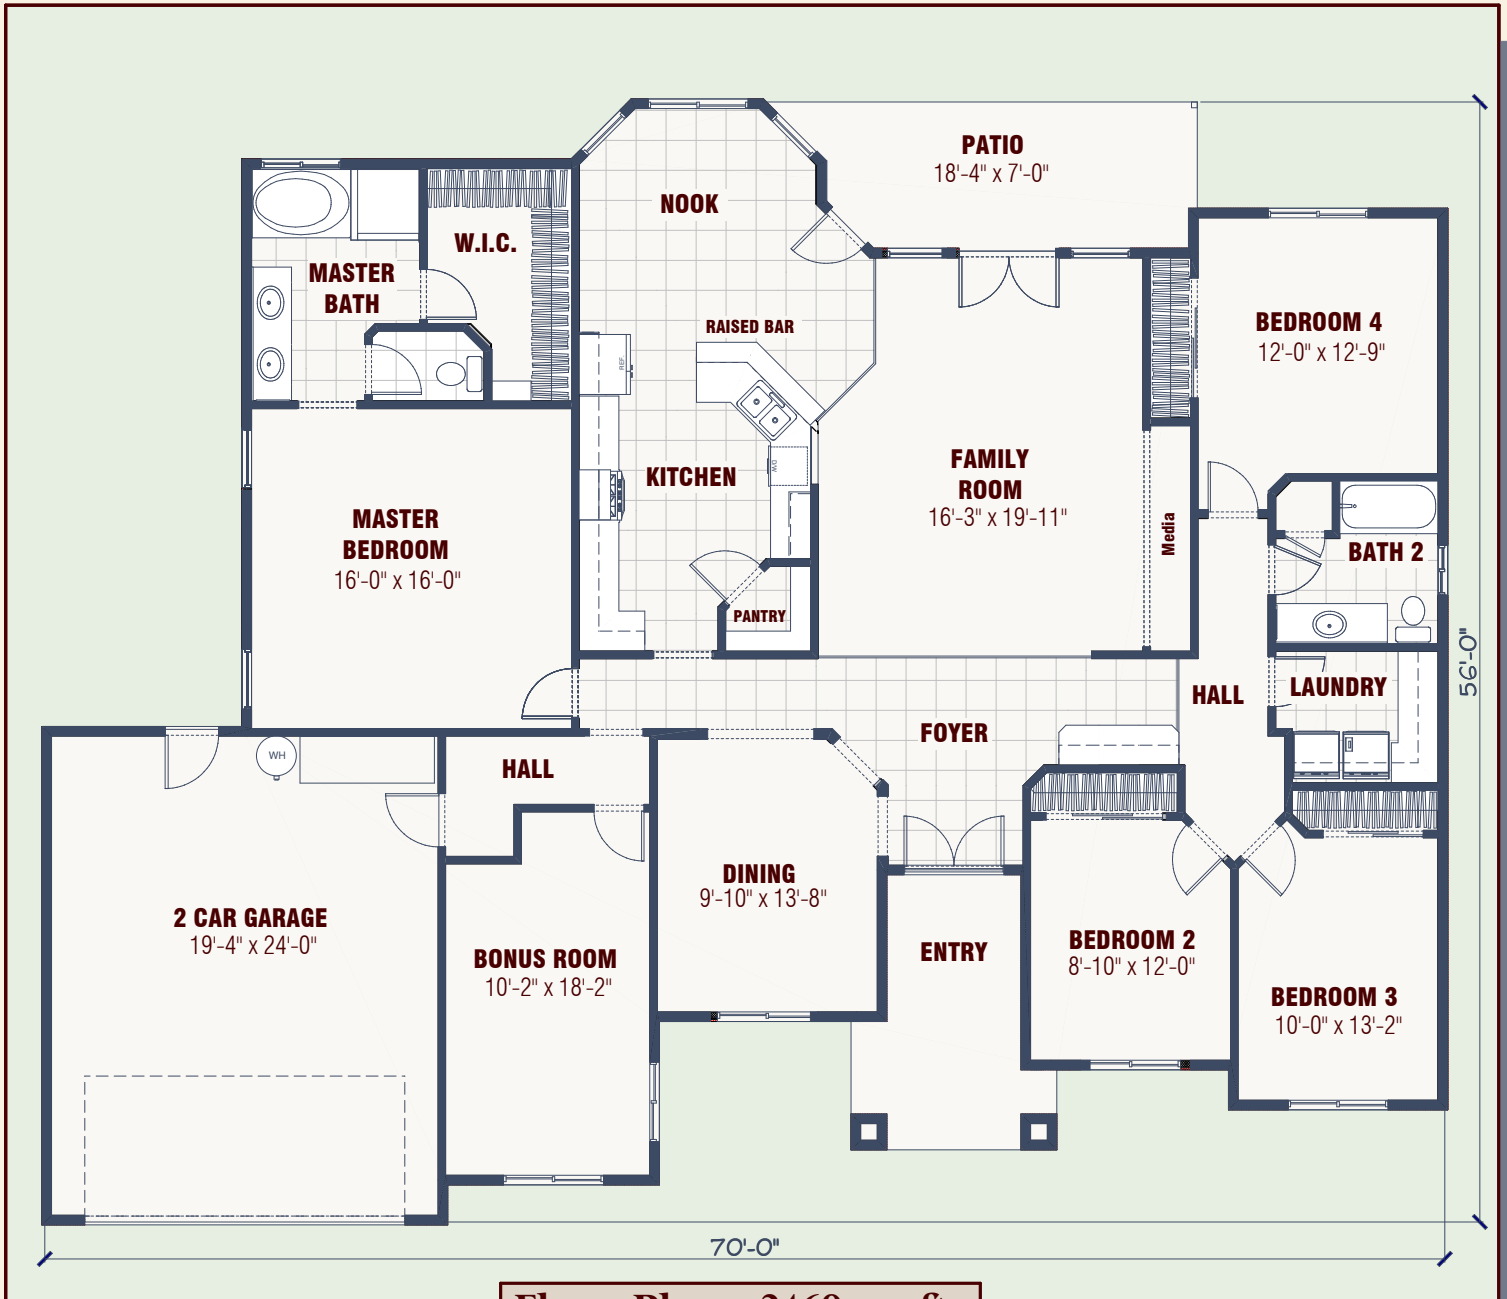 PATIO
18'-4" x 7'-0"
NOOK
W.I.C.
MASTER
BATH
RAISED BAR
BEDROOM 4
12'-0" x 12'-9"
REF.
FAMILY
ROOM
16'-3" x 19'-11"
KITCHEN
D/W
MASTER
BEDROOM
16'-0" x 16'-0"
Media
BATH 2
PANTRY
56'-0"
HALL
LAUNDRY
FOYER
WH
HALL
DINING
9'-10" x 13'-8"
2 CAR GARAGE
19'-4" x 24'-0"
BONUS ROOM
10'-2" x 18'-2"
ENTRY
BEDROOM 2
8'-10" x 12'-0"
BEDROOM 3
10'-0" x 13'-2"
70'-0"